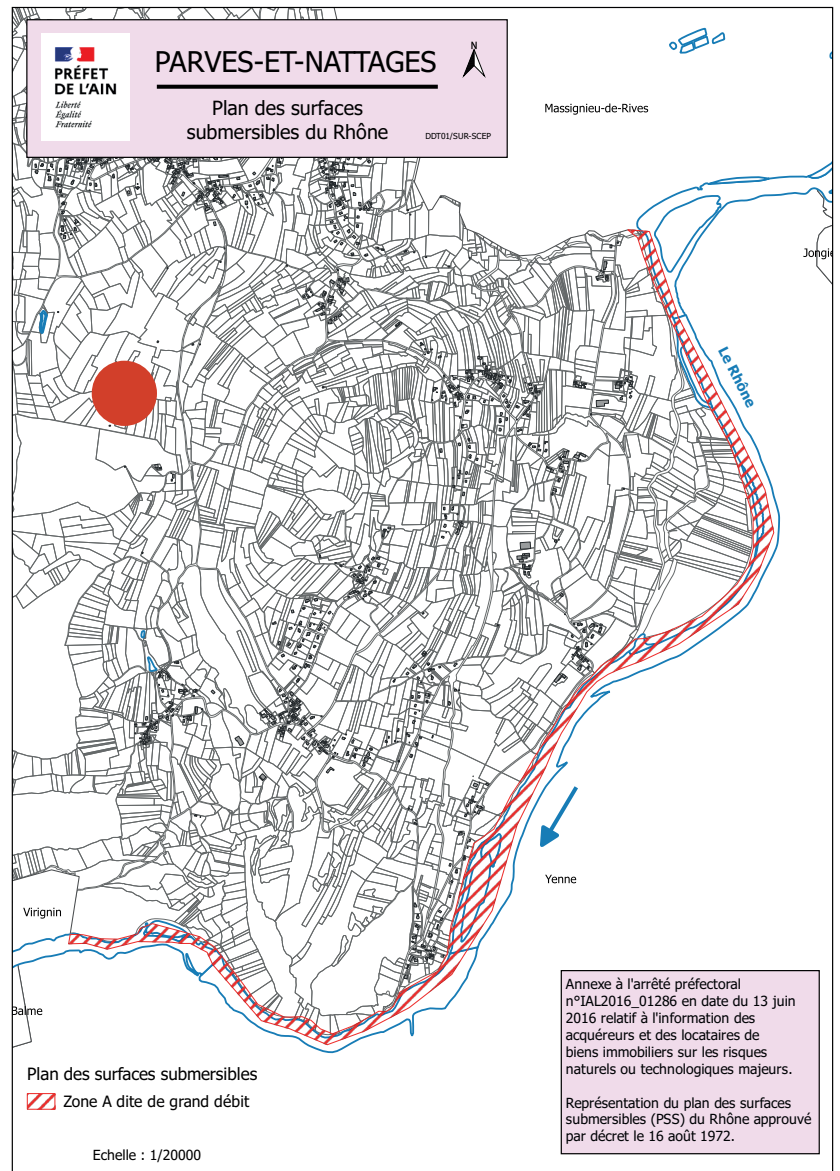 PRÉFET
DE L'AIN
Liberté
Égalité
Fraternité
PARVES-ET-NATTAGES
Plan des surfaces
submersibles du Rhône
DDT01/SUR-SCEP
N
Massignieu-de-Rives
Jongie
Le Rhône
Yenne
Virignin
Balme
Plan des surfaces submersibles
Zone A dite de grand débit
Echelle : 1/20000
Annexe à l'arrêté préfectoral
n°IAL2016_01286 en date du 13 juin
2016 relatif à l'information des
acquéreurs et des locataires de
biens immobiliers sur les risques
naturels ou technologiques majeurs.
Représentation du plan des surfaces
submersibles (PSS) du Rhône approuvé
par décret le 16 août 1972.